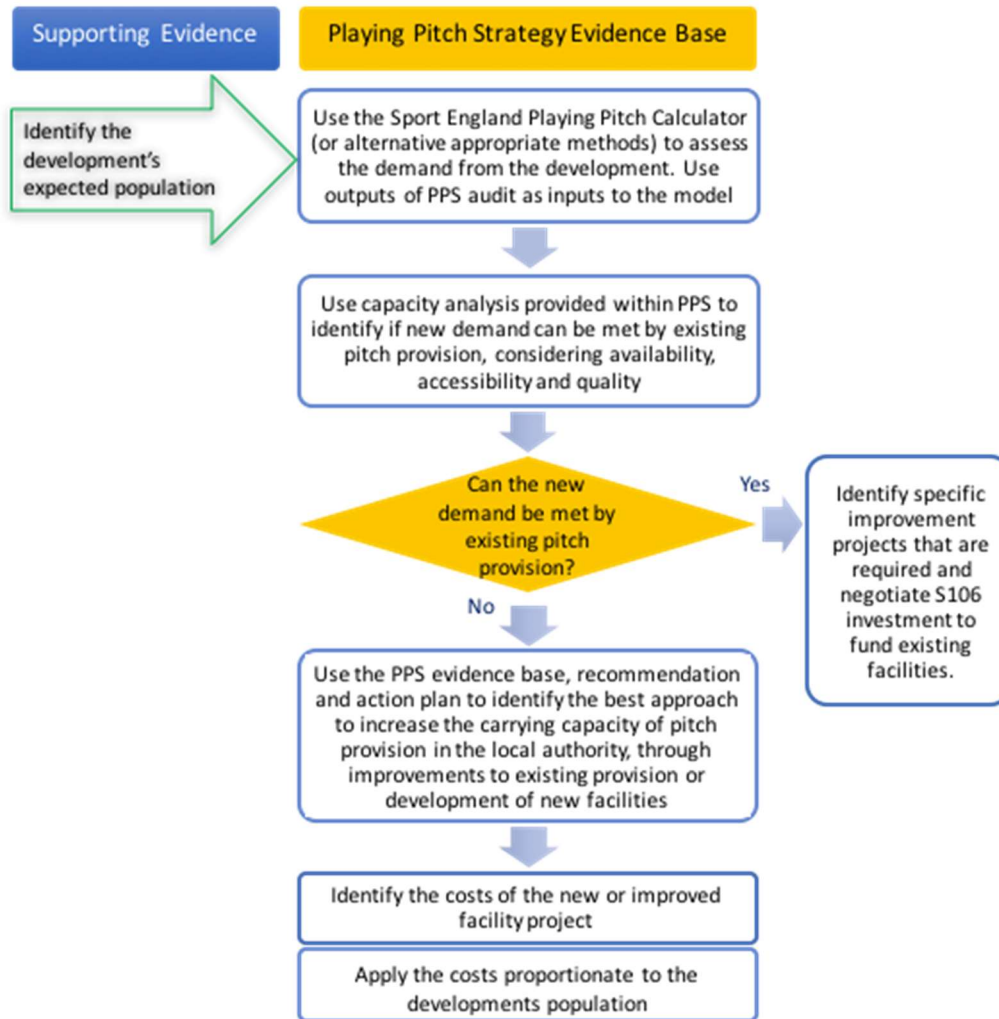 Supporting Evidence
Playing Pitch Strategy Evidence Base
Identify the
development's
expected population
Use the Sport England Playing Pitch Calculator
(or alternative appropriate methods) to assess
the demand from the development. Use
outputs of PPS audit as inputs to the model
Use capacity analysis provided within PPS to
identify if new demand can be met by existing
pitch provision, considering availability,
accessibility and quality
Can the new
demand be met by
existing pitch
provision?
Yes
Identify specific
improvement
projects that are
required and
negotiate S106
investment to
fund existing
facilities.
No
Use the PPS evidence base, recommendation
and action plan to identify the best approach
to increase the carrying capacity of pitch
provision in the local authority, through
improvements to existing provision or
development of new facilities
Identify the costs of the new or improved
facility project
Apply the costs proportionate to the
developments population